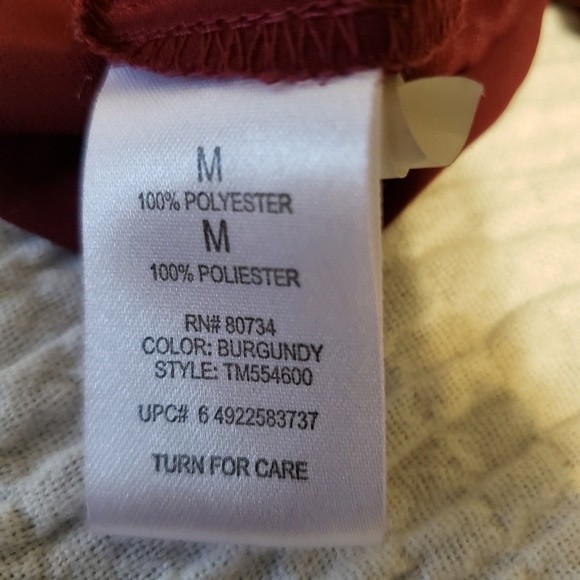 M
100% POLYESTER
M
100% POLIESTER
RN# 80734
COLOR: BURGUNDY
STYLE: TM554600
UPC# 6 4922583737
TURN FOR CARE